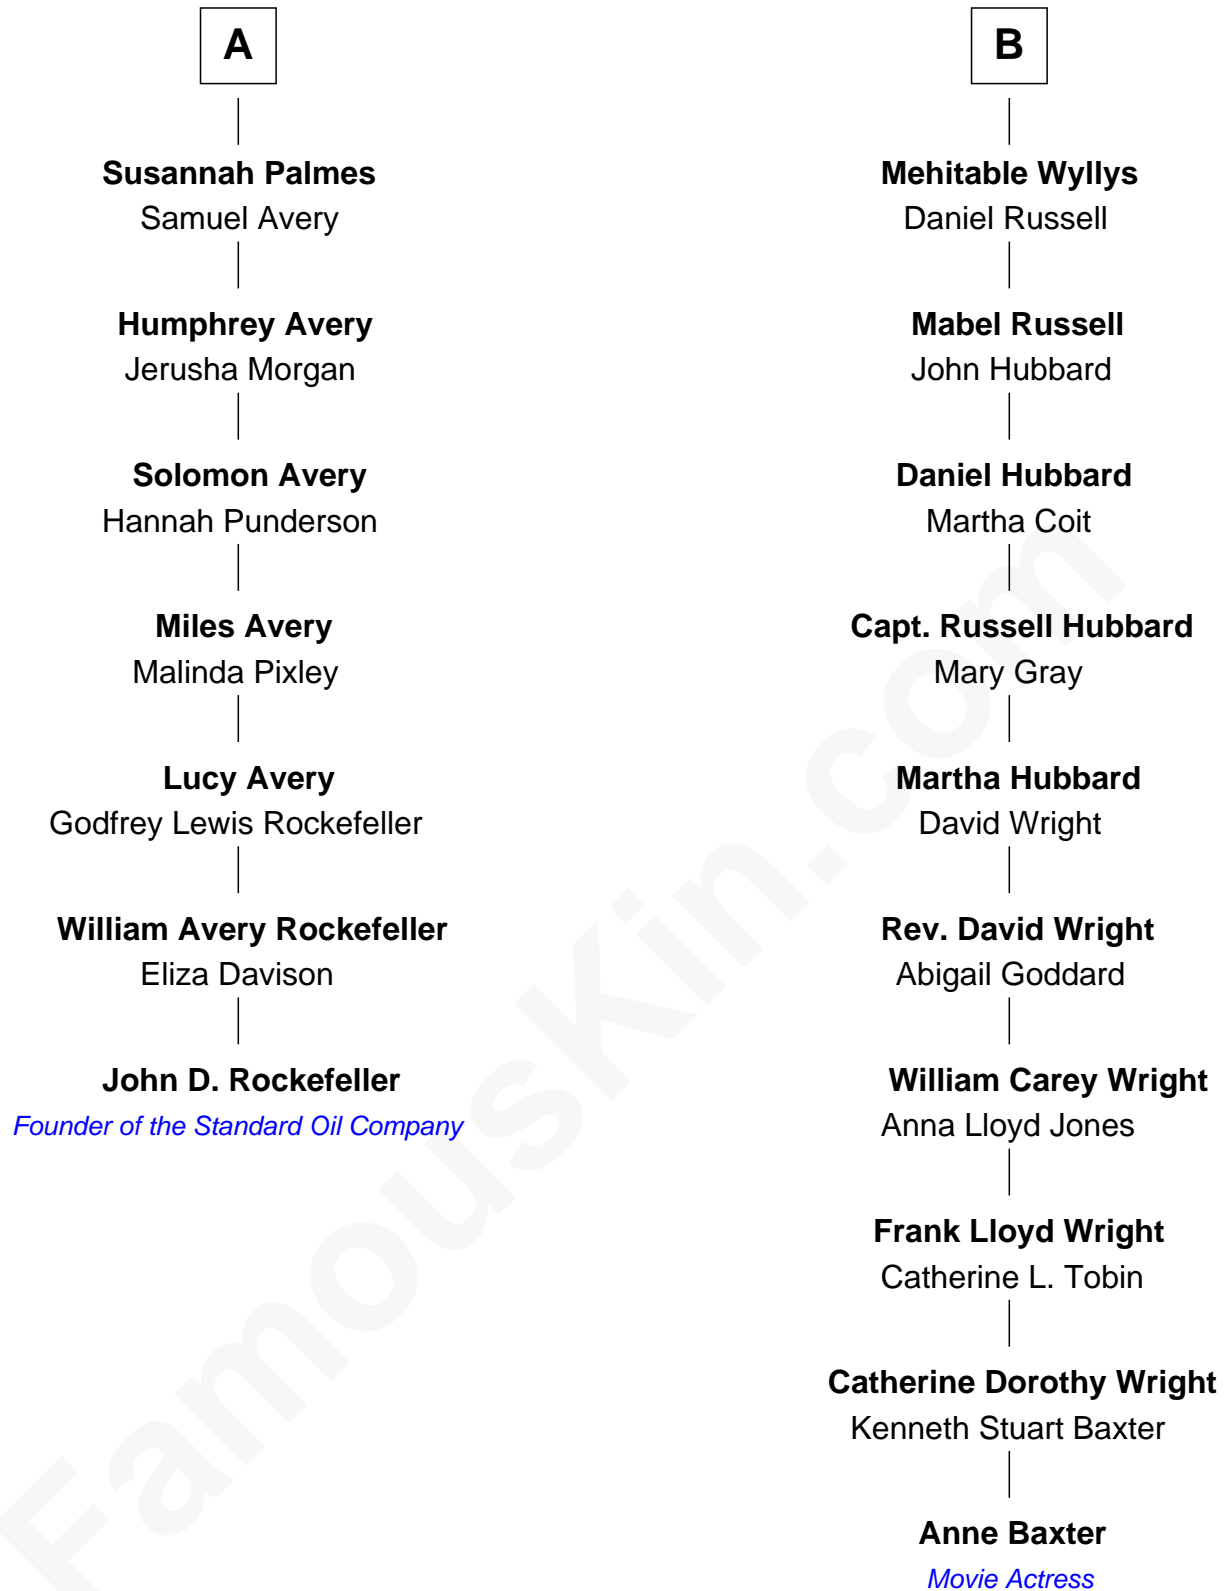 A
Susannah Palmes
Samuel Avery
Humphrey Avery
Jerusha Morgan
Solomon Avery
Hannah Punderson
Miles Avery
Malinda Pixley
Lucy Avery
Godfrey Lewis Rockefeller
William Avery Rockefeller
Eliza Davison
John D. Rockefeller
Founder of the Standard Oil Company
B
Mehitable Wyllys
Daniel Russell
Mabel Russell
John Hubbard
Daniel Hubbard
Martha Coit
Capt. Russell Hubbard
Mary Gray
Martha Hubbard
David Wright
Rev. David Wright
Abigail Goddard
William Carey Wright
Anna Lloyd Jones
Frank Lloyd Wright
Catherine L. Tobin
Catherine Dorothy Wright
Kenneth Stuart Baxter
Anne Baxter
Movie Actress
FamousKin.com